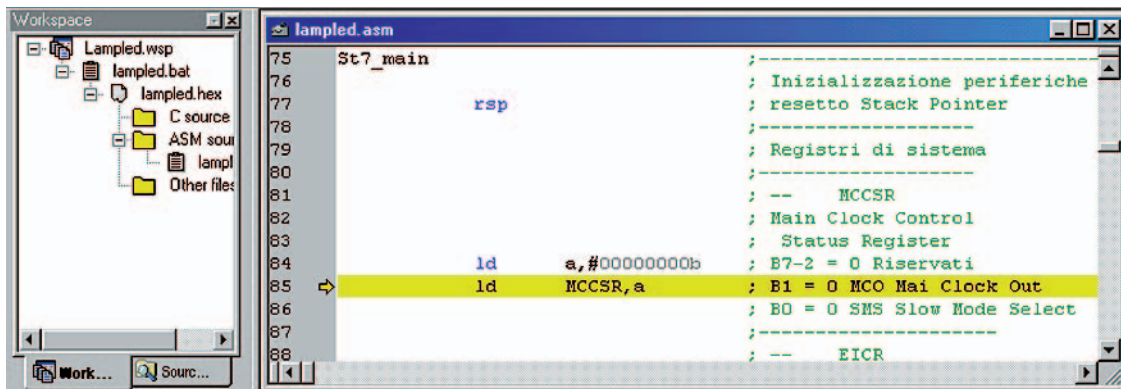 Workspace
Lampled.wsp
lampled.bat
lampled.hex
C source
ASM sour
lampl
Other files
Work...
Sourc...
lampled.asm
75 St7_main ;-------------------------------
76 ; Inizializzazione periferiche
77 rsp ; resetto Stack Pointer
78 ;--------------------
79 ; Registri di sistema
80 ;--------------------
81 ; -- MCCSR
82 ; Main Clock Control
83 ; Status Register
84 ld a,#00000000b ; B7-2 = 0 Riservati
85 ld MCCSR,a ; B1 = 0 MCO Mai Clock Out
86 ; B0 = 0 SMS Slow Mode Select
87 ;----------------------
88 ; -- EICR